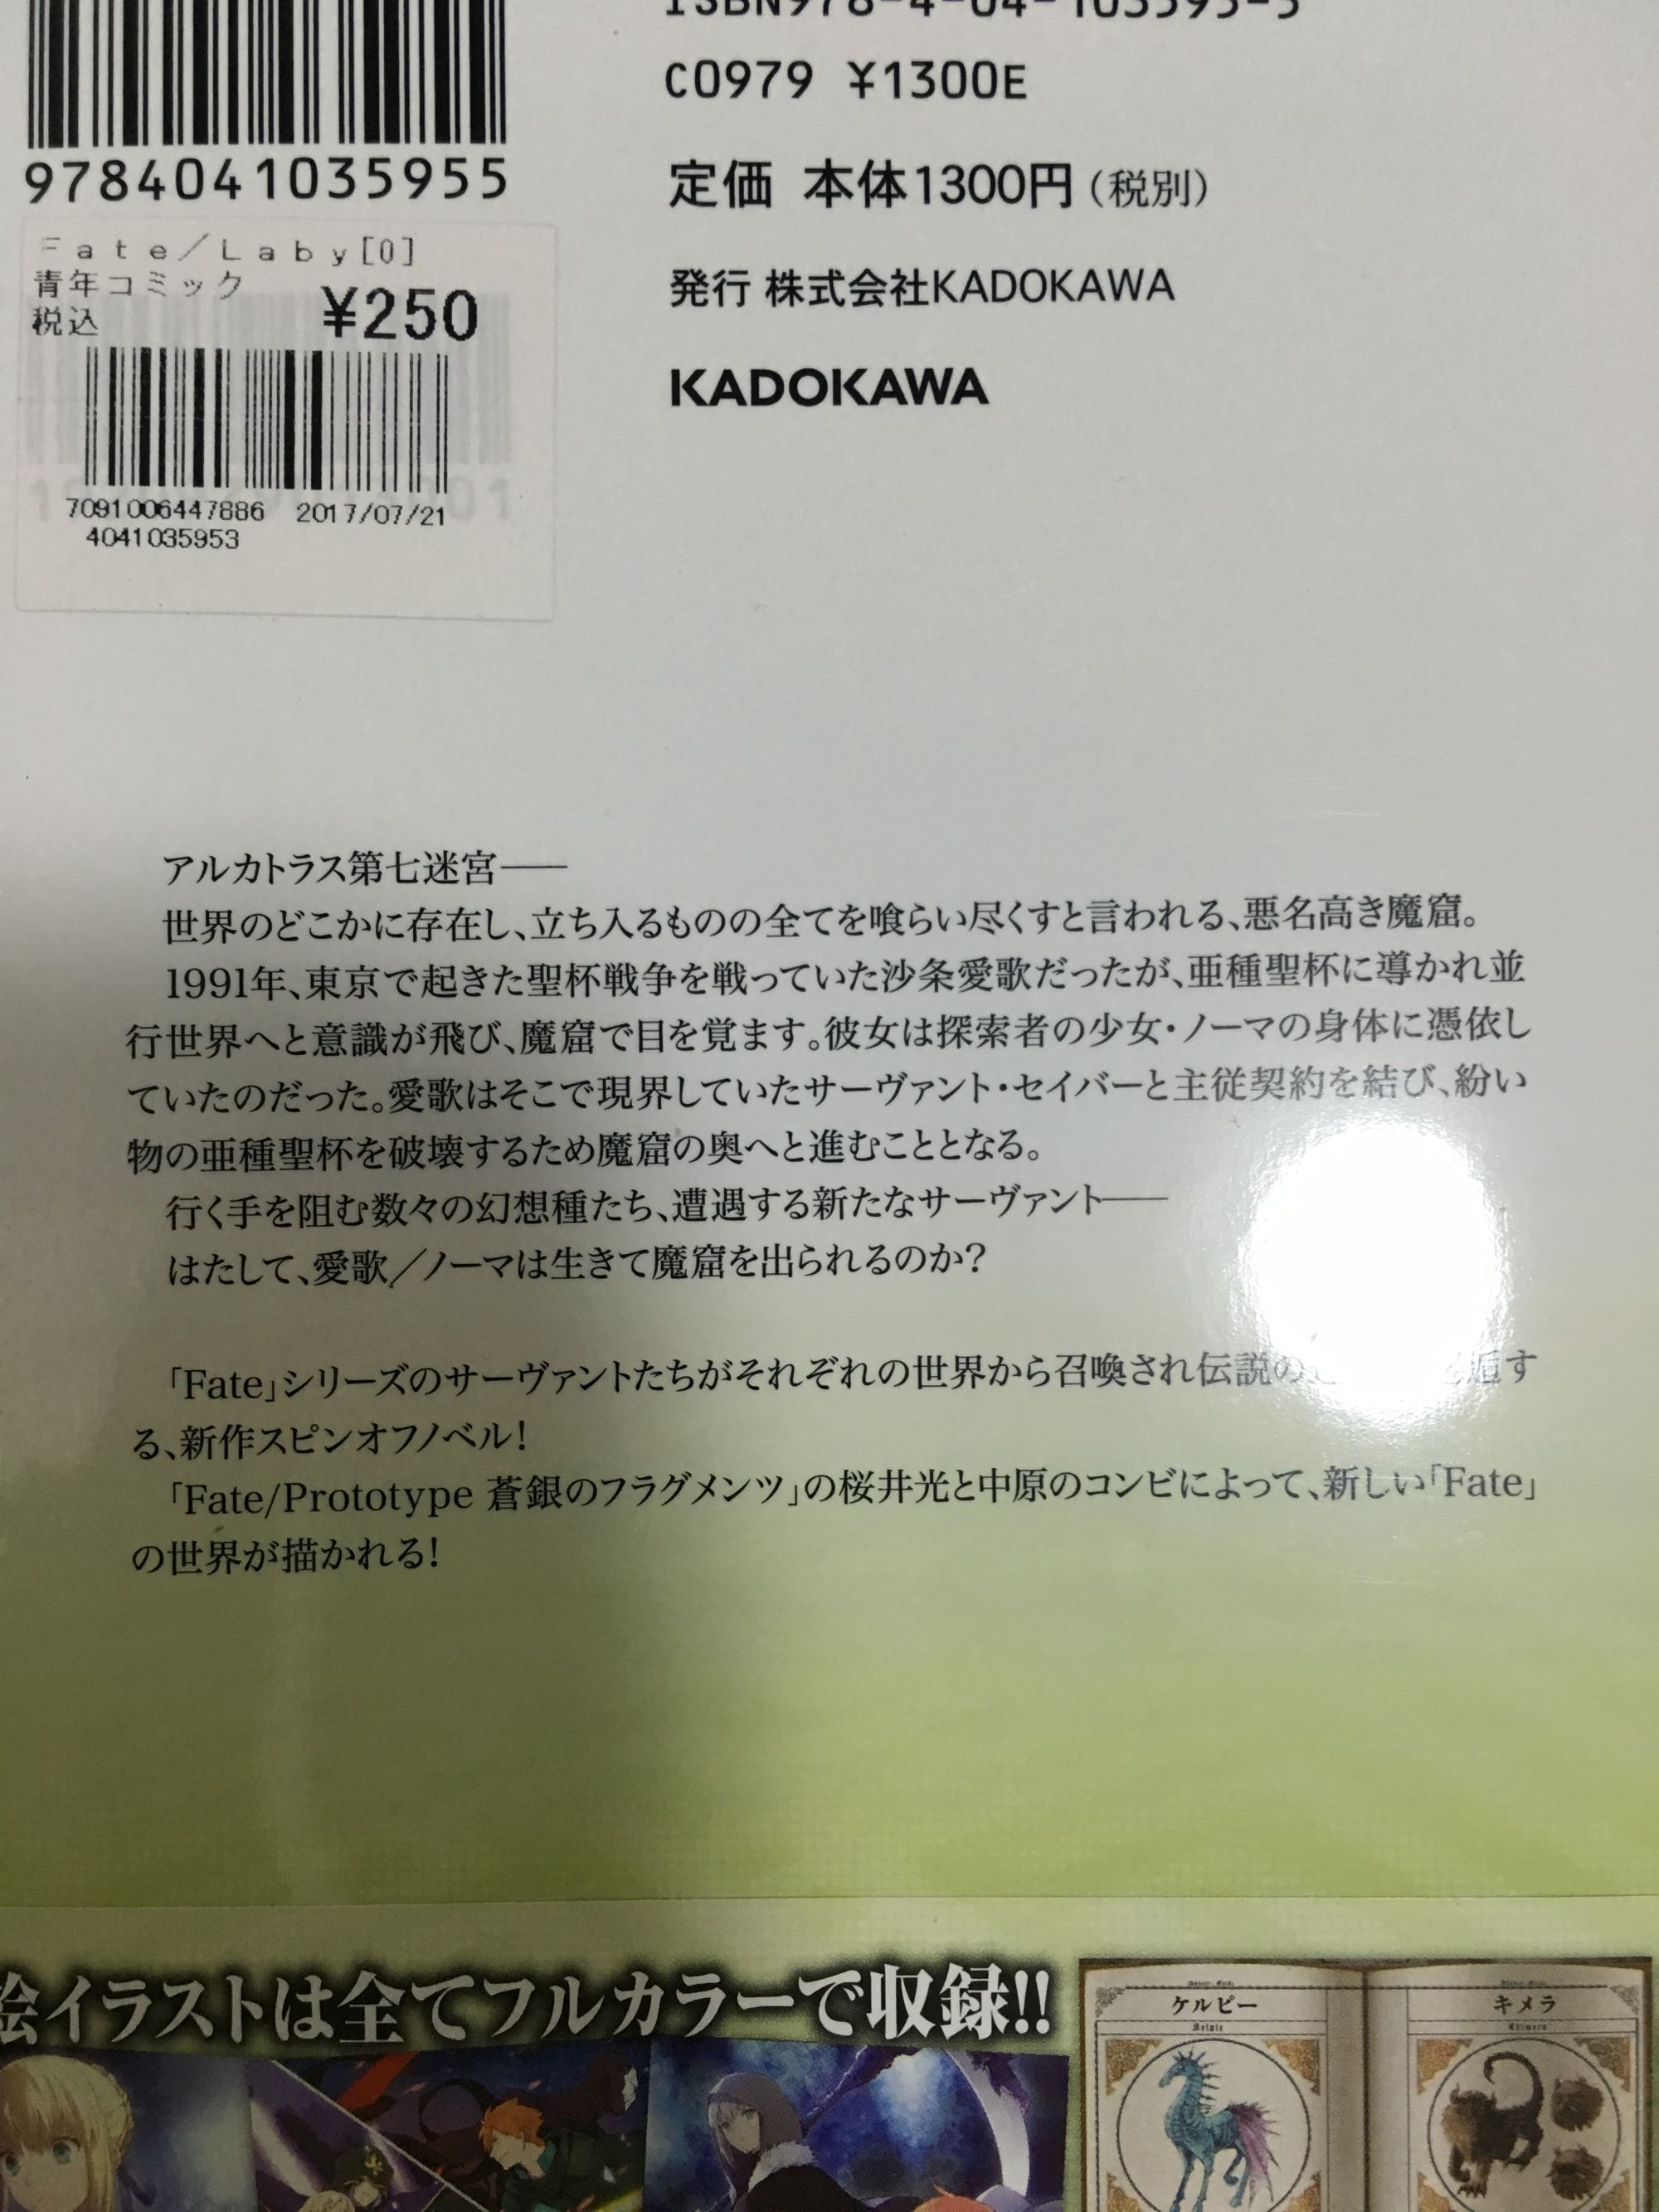 C0979 ¥1300E
定価 本体1300円(税別)
発行 株式会社KADOKAWA
KADOKAWA
9784041035955
Fate/Laby[0]
青年コミック
税込 ¥250
7091006447886 2017/07/21
4041035953
アルカトラス第七迷宮――
世界のどこかに存在し、立ち入るものの全てを喰らい尽くすと言われる、悪名高き魔窟。
1991年、東京で起きた聖杯戦争を戦っていた沙条愛歌だったが、亜種聖杯に導かれ並
行世界へと意識が飛び、魔窟で目を覚ます。彼女は探索者の少女・ノーマの身体に憑依し
ていたのだった。愛歌はそこで現界していたサーヴァント・セイバーと主従契約を結び、紛い
物の亜種聖杯を破壊するため魔窟の奥へと進むこととなる。
行く手を阻む数々の幻想種たち、遭遇する新たなサーヴァント――
はたして、愛歌／ノーマは生きて魔窟を出られるのか?
「Fate」シリーズのサーヴァントたちがそれぞれの世界から召喚され伝説の
る、新作スピンオフノベル!
「Fate/Prototype 蒼銀のフラグメンツ」の桜井光と中原のコンビによって、新しい「Fate」
の世界が描かれる!
絵イラストは全てフルカラーで収録!!
ケルピー
Kelpie
キメラ
Chimera